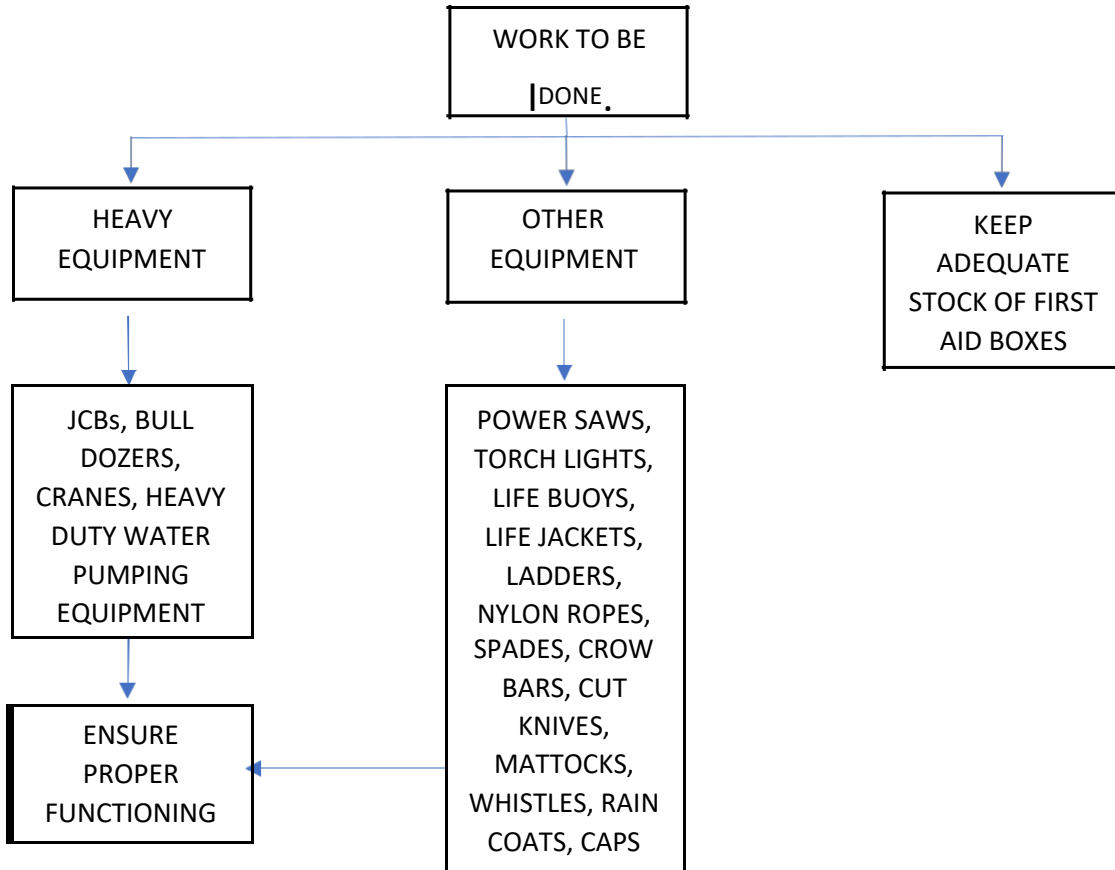 WORK TO BE
DONE.
HEAVY
EQUIPMENT
OTHER
EQUIPMENT
KEEP
ADEQUATE
STOCK OF FIRST
AID BOXES
JCBs, BULL
DOZERS,
CRANES, HEAVY
DUTY WATER
PUMPING
EQUIPMENT
POWER SAWS,
TORCH LIGHTS,
LIFE BUOYS,
LIFE JACKETS,
LADDERS,
NYLON ROPES,
SPADES, CROW
BARS, CUT
KNIVES,
MATTOCKS,
WHISTLES, RAIN
COATS, CAPS
ENSURE
PROPER
FUNCTIONING